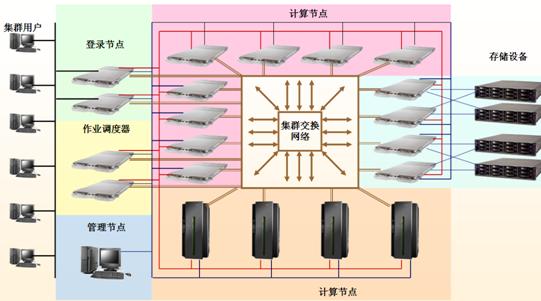 计算节点
集群用户
登录节点
存储设备
作业调度器
集群交换
网络
管理节点
计算节点